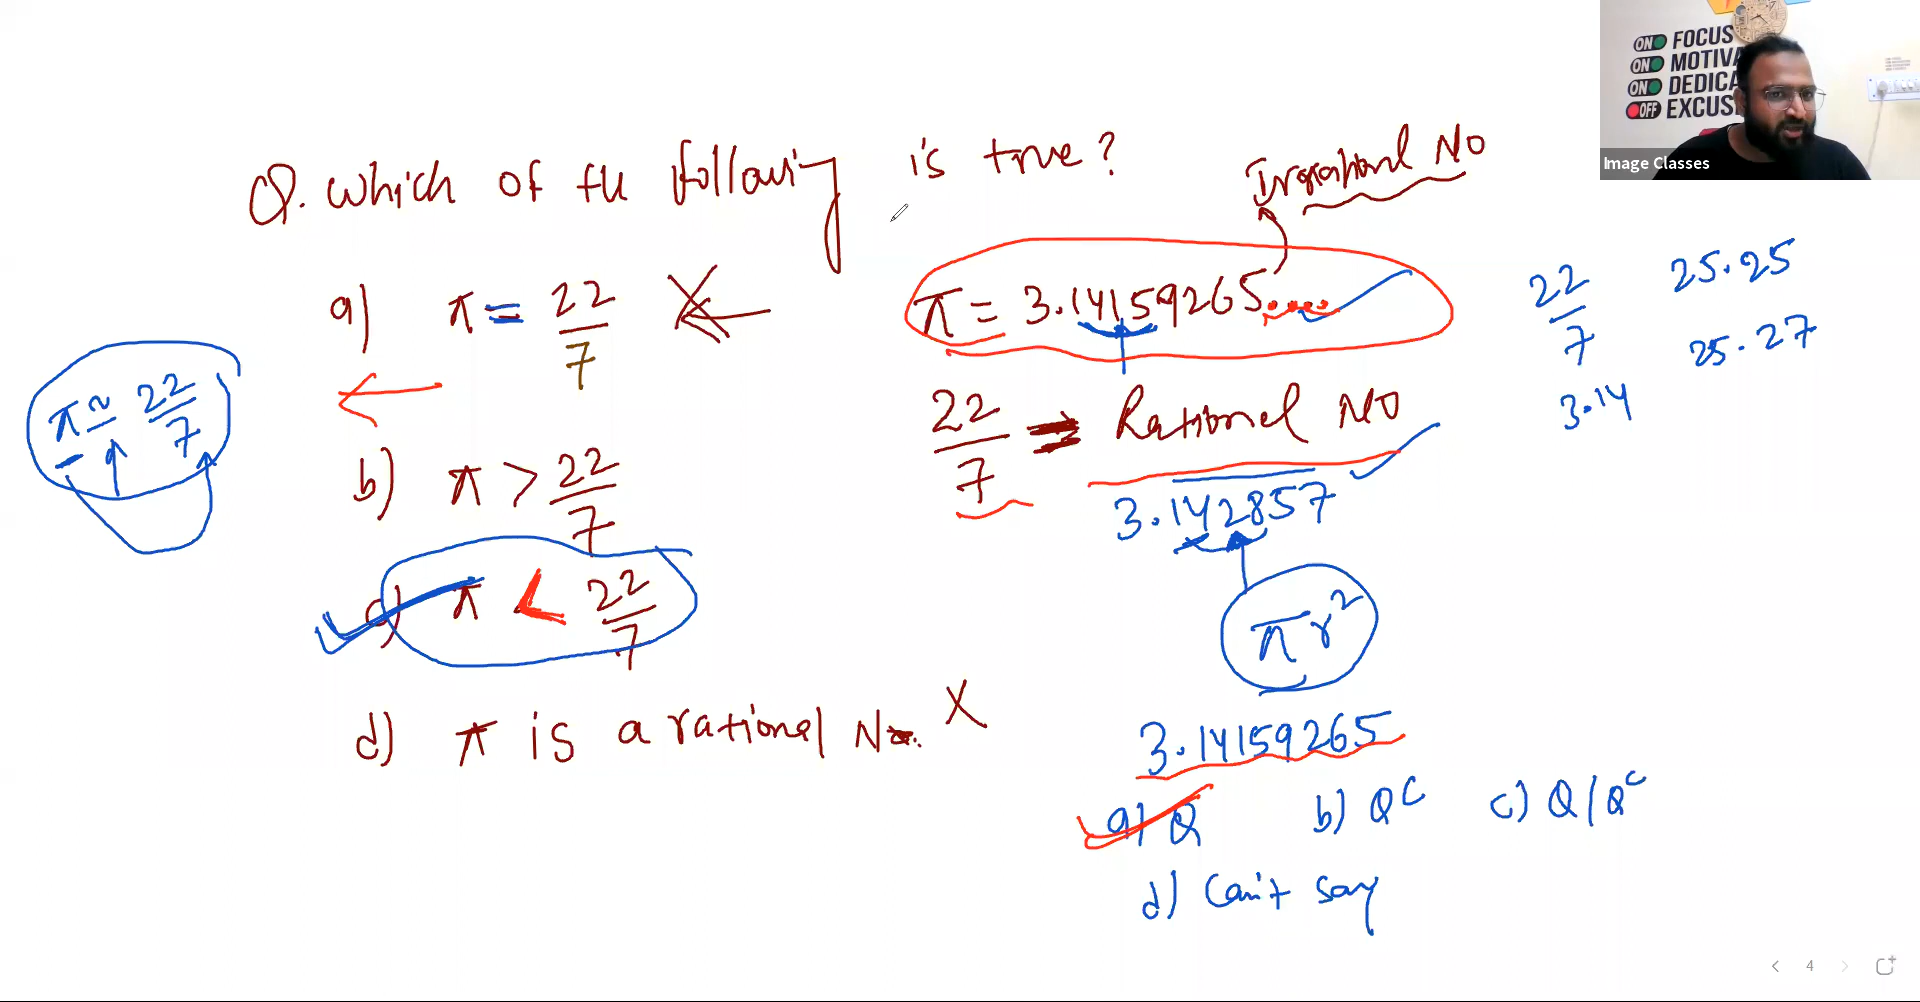 ON FOCUS
ON MOTIVA
ON DEDICA
OFF EXCUS
Image Classes
Q. which of the following is true?
Irrational NO
a) π = 22/7 X
π = 3.14159265.....
22/7 25.25
25.27
3.14
π ≃ 22/7
22/7 ⇒ Rational NO
b) π > 22/7
3.142857
c) π < 22/7
πr²
d) π is a rational No. X
3.14159265
a) Q b) Qᶜ c) Q/Qᶜ
d) Can't say
4